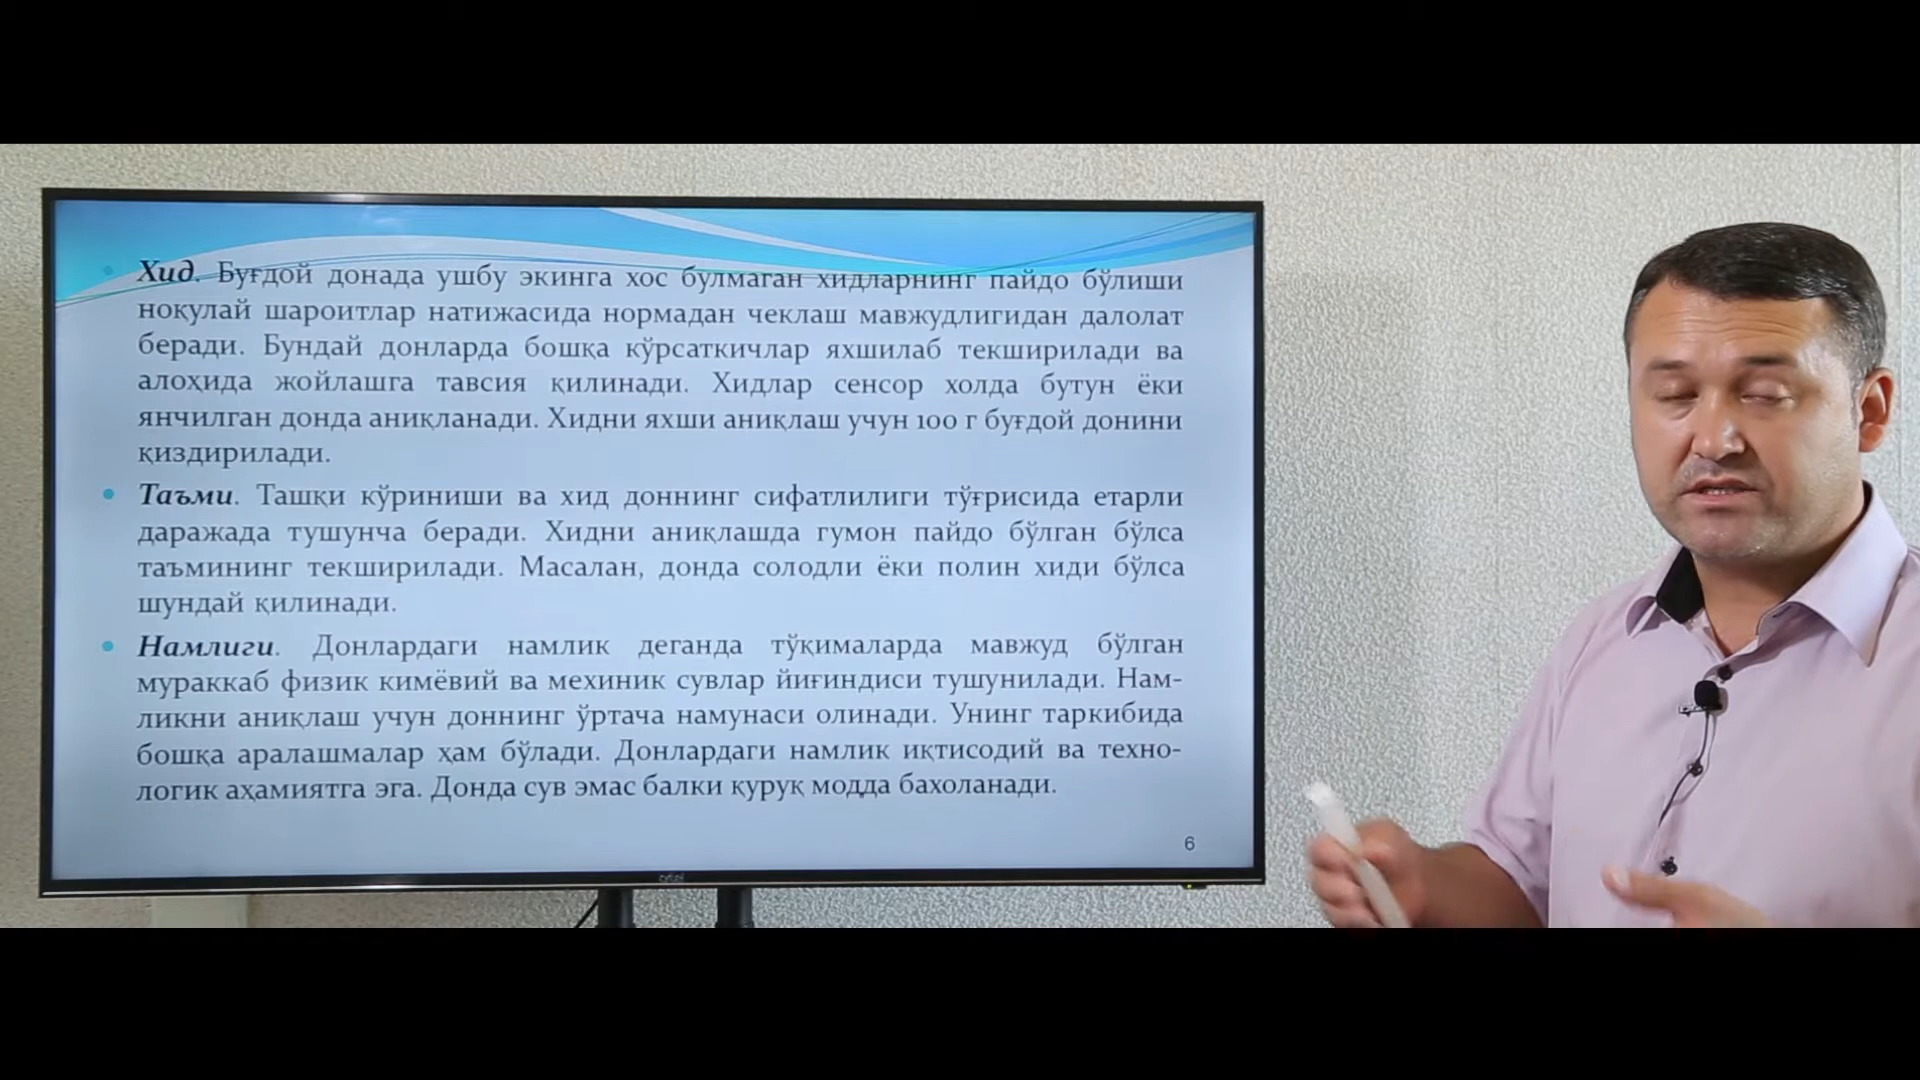 Хид. Буғдой донада ушбу экинга хос булмаган хидларнинг пайдо бўлиши
ноқулай шароитлар натижасида нормадан чеклаш мавжудлигидан далолат
беради. Бундай донларда бошқа кўрсаткичлар яхшилаб текширилади ва
алоҳида жойлашга тавсия қилинади. Хидлар сенсор холда бутун ёки
янчилган донда аниқланади. Хидни яхши аниқлаш учун 100 г буғдой донини
қиздирилади.
Таъми. Ташқи кўриниши ва хид доннинг сифатлилиги тўғрисида етарли
даражада тушунча беради. Хидни аниқлашда гумон пайдо бўлган бўлса
таъмининг текширилади. Масалан, донда солодли ёки полин хиди бўлса
шундай қилинади.
Намлиги. Донлардаги намлик деганда тўқималарда мавжуд бўлган
мураккаб физик кимёвий ва мехиник сувлар йиғиндиси тушунилади. Нам-
ликни аниқлаш учун доннинг ўртача намунаси олинади. Унинг таркибида
бошқа аралашмалар ҳам бўлади. Донлардаги намлик иқтисодий ва техно-
логик аҳамиятга эга. Донда сув эмас балки қуруқ модда бахоланади.
6